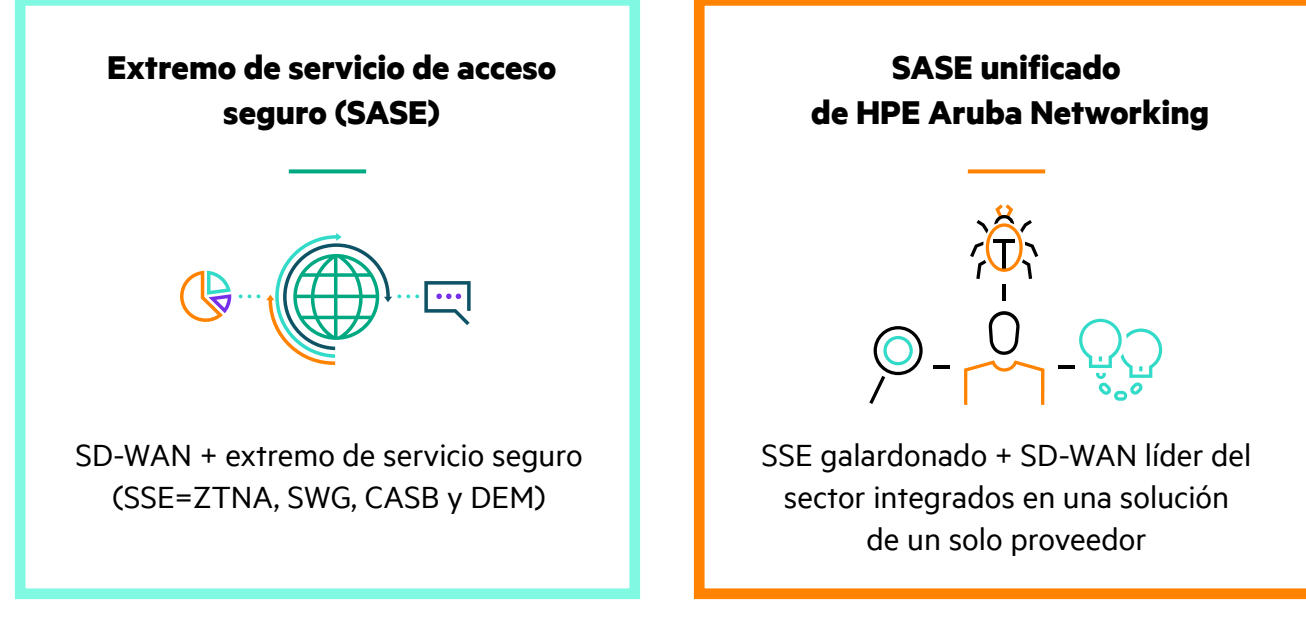 Extremo de servicio de acceso
seguro (SASE)
SD-WAN + extremo de servicio seguro
(SSE=ZTNA, SWG, CASB y DEM)
SASE unificado
de HPE Aruba Networking
SSE galardonado + SD-WAN líder del
sector integrados en una solución
de un solo proveedor